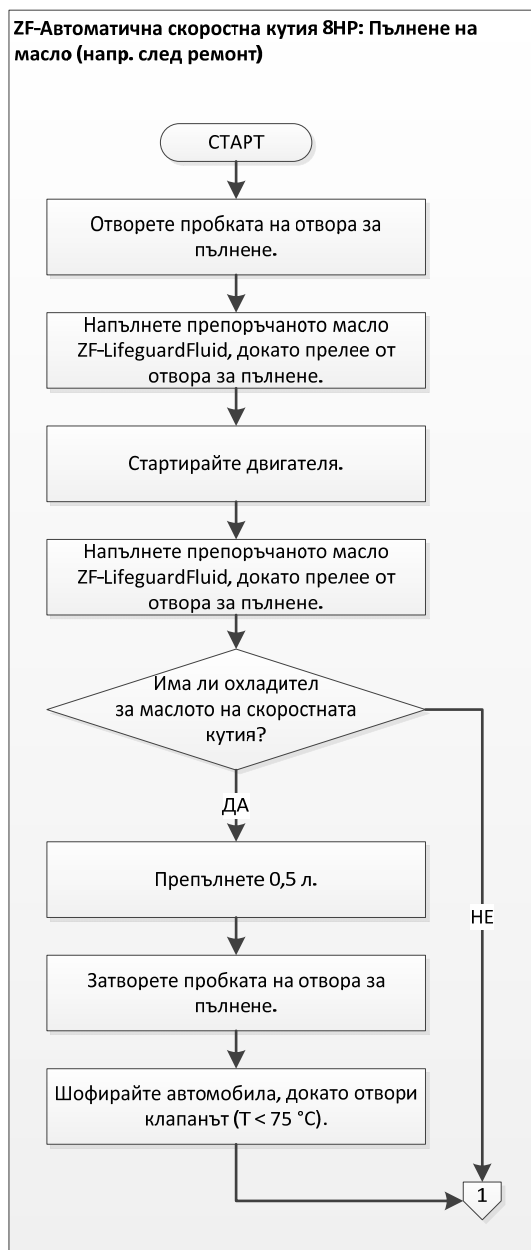 ZF-Автоматична скоростна кутия 8HP: Пълнене на
масло (напр. след ремонт)
СТАРТ
Отворете пробката на отвора за
пълнене.
Напълнете препоръчаното масло
ZF-LifeguardFluid, докато прелее от
отвора за пълнене.
Стартирайте двигателя.
Напълнете препоръчаното масло
ZF-LifeguardFluid, докато прелее от
отвора за пълнене.
Има ли охладител
за маслото на скоростната
кутия?
ДА
Препълнете 0,5 л.
НЕ
Затворете пробката на отвора за
пълнене.
Шофирайте автомобила, докато отвори
клапанът (T < 75 °C).
1